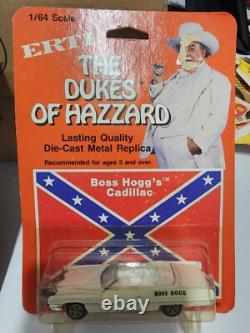 1/64 Scale
ERTL
THE
DUKES
OF HAZZARD
Lasting Quality
Die-Cast Metal Replica
Recommended for ages 3 and over.
Boss Hogg's™
Cadillac
BOSS HOGG